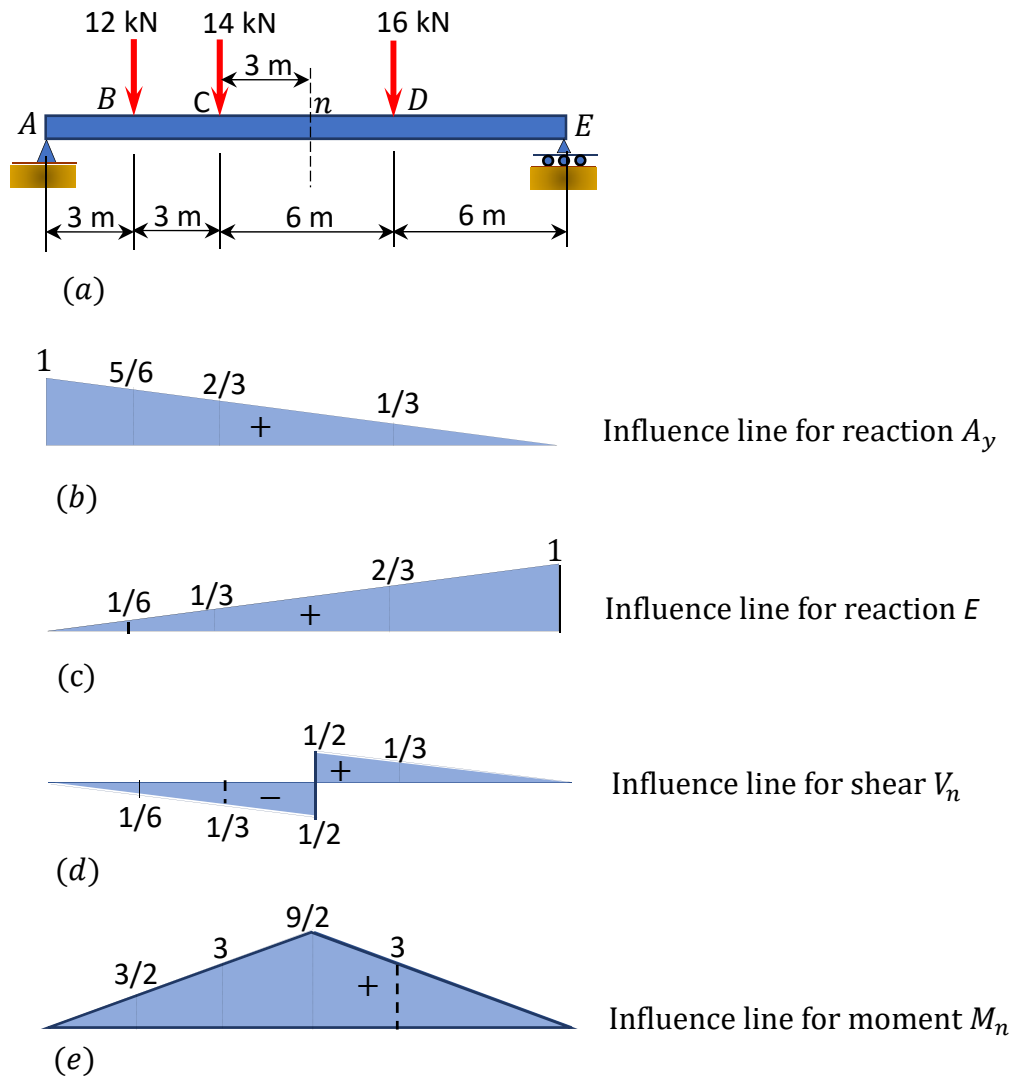 12 kN 14 kN 16 kN
3 m
A B C n D E
3 m 3 m 6 m 6 m
(a)
1 5/6 2/3 1/3
+
Influence line for reaction A_y
(b)
1/6 1/3 2/3 1
+
Influence line for reaction E
(c)
1/2 1/3
+
−
1/6 1/3 1/2
Influence line for shear V_n
(d)
3/2 3 9/2 3
+
Influence line for moment M_n
(e)